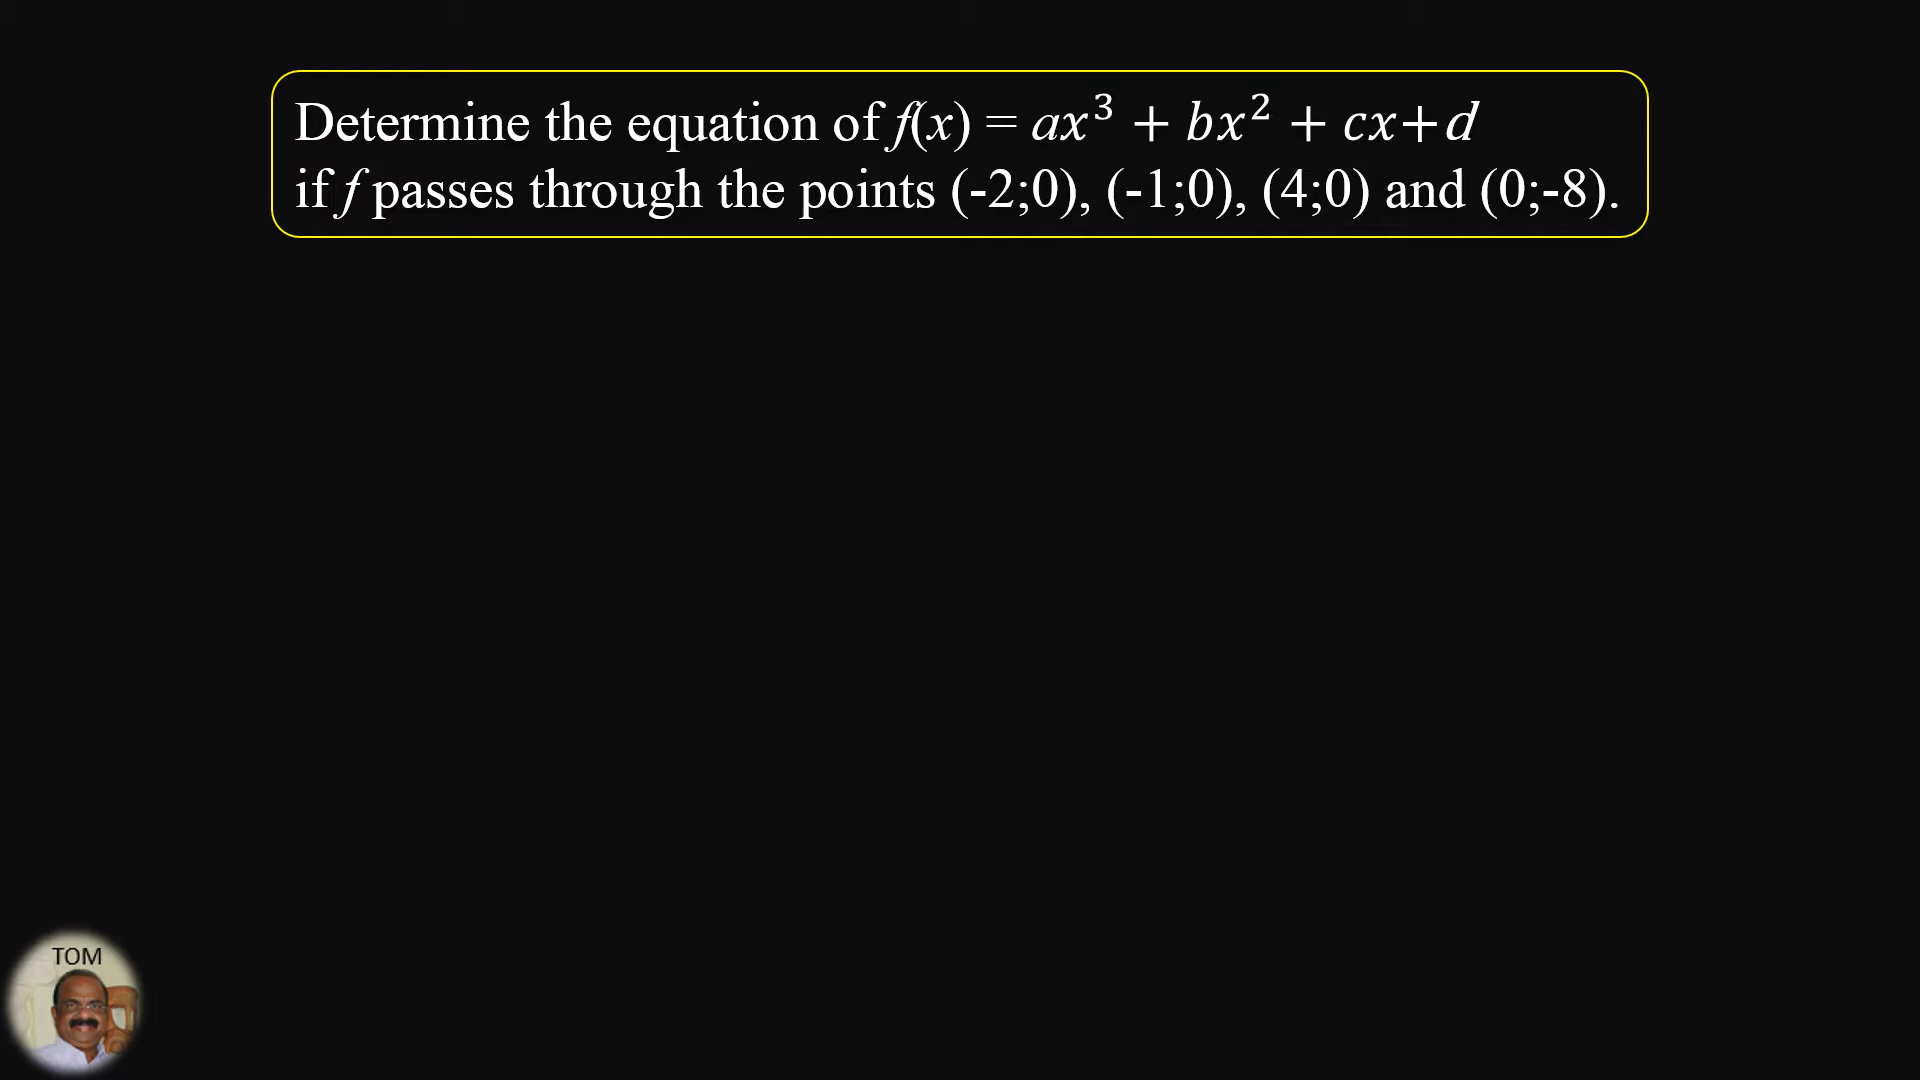 Determine the equation of f(x) = ax³ + bx² + cx+d
if f passes through the points (-2;0), (-1;0), (4;0) and (0;-8).
TOM